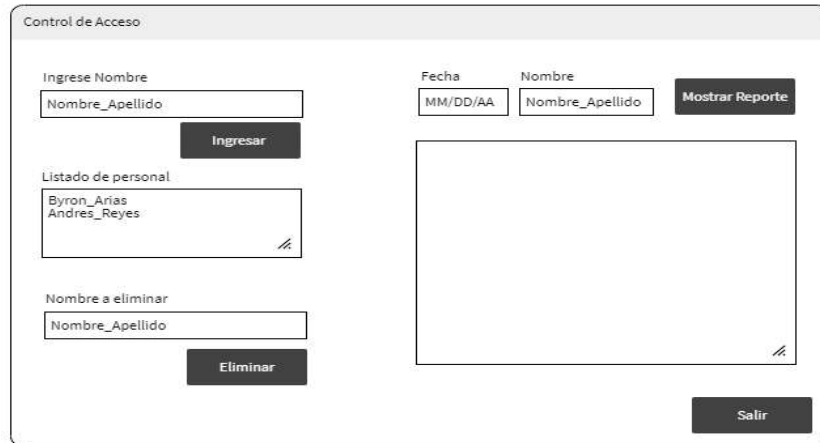 Control de Acceso
Ingrese Nombre
Nombre_Apellido
Ingresar
Listado de personal
Byron_Arias
Andres_Reyes
Nombre a eliminar
Nombre_Apellido
Eliminar
Fecha
Nombre
MM/DD/AA
Nombre_Apellido
Mostrar Reporte
Salir